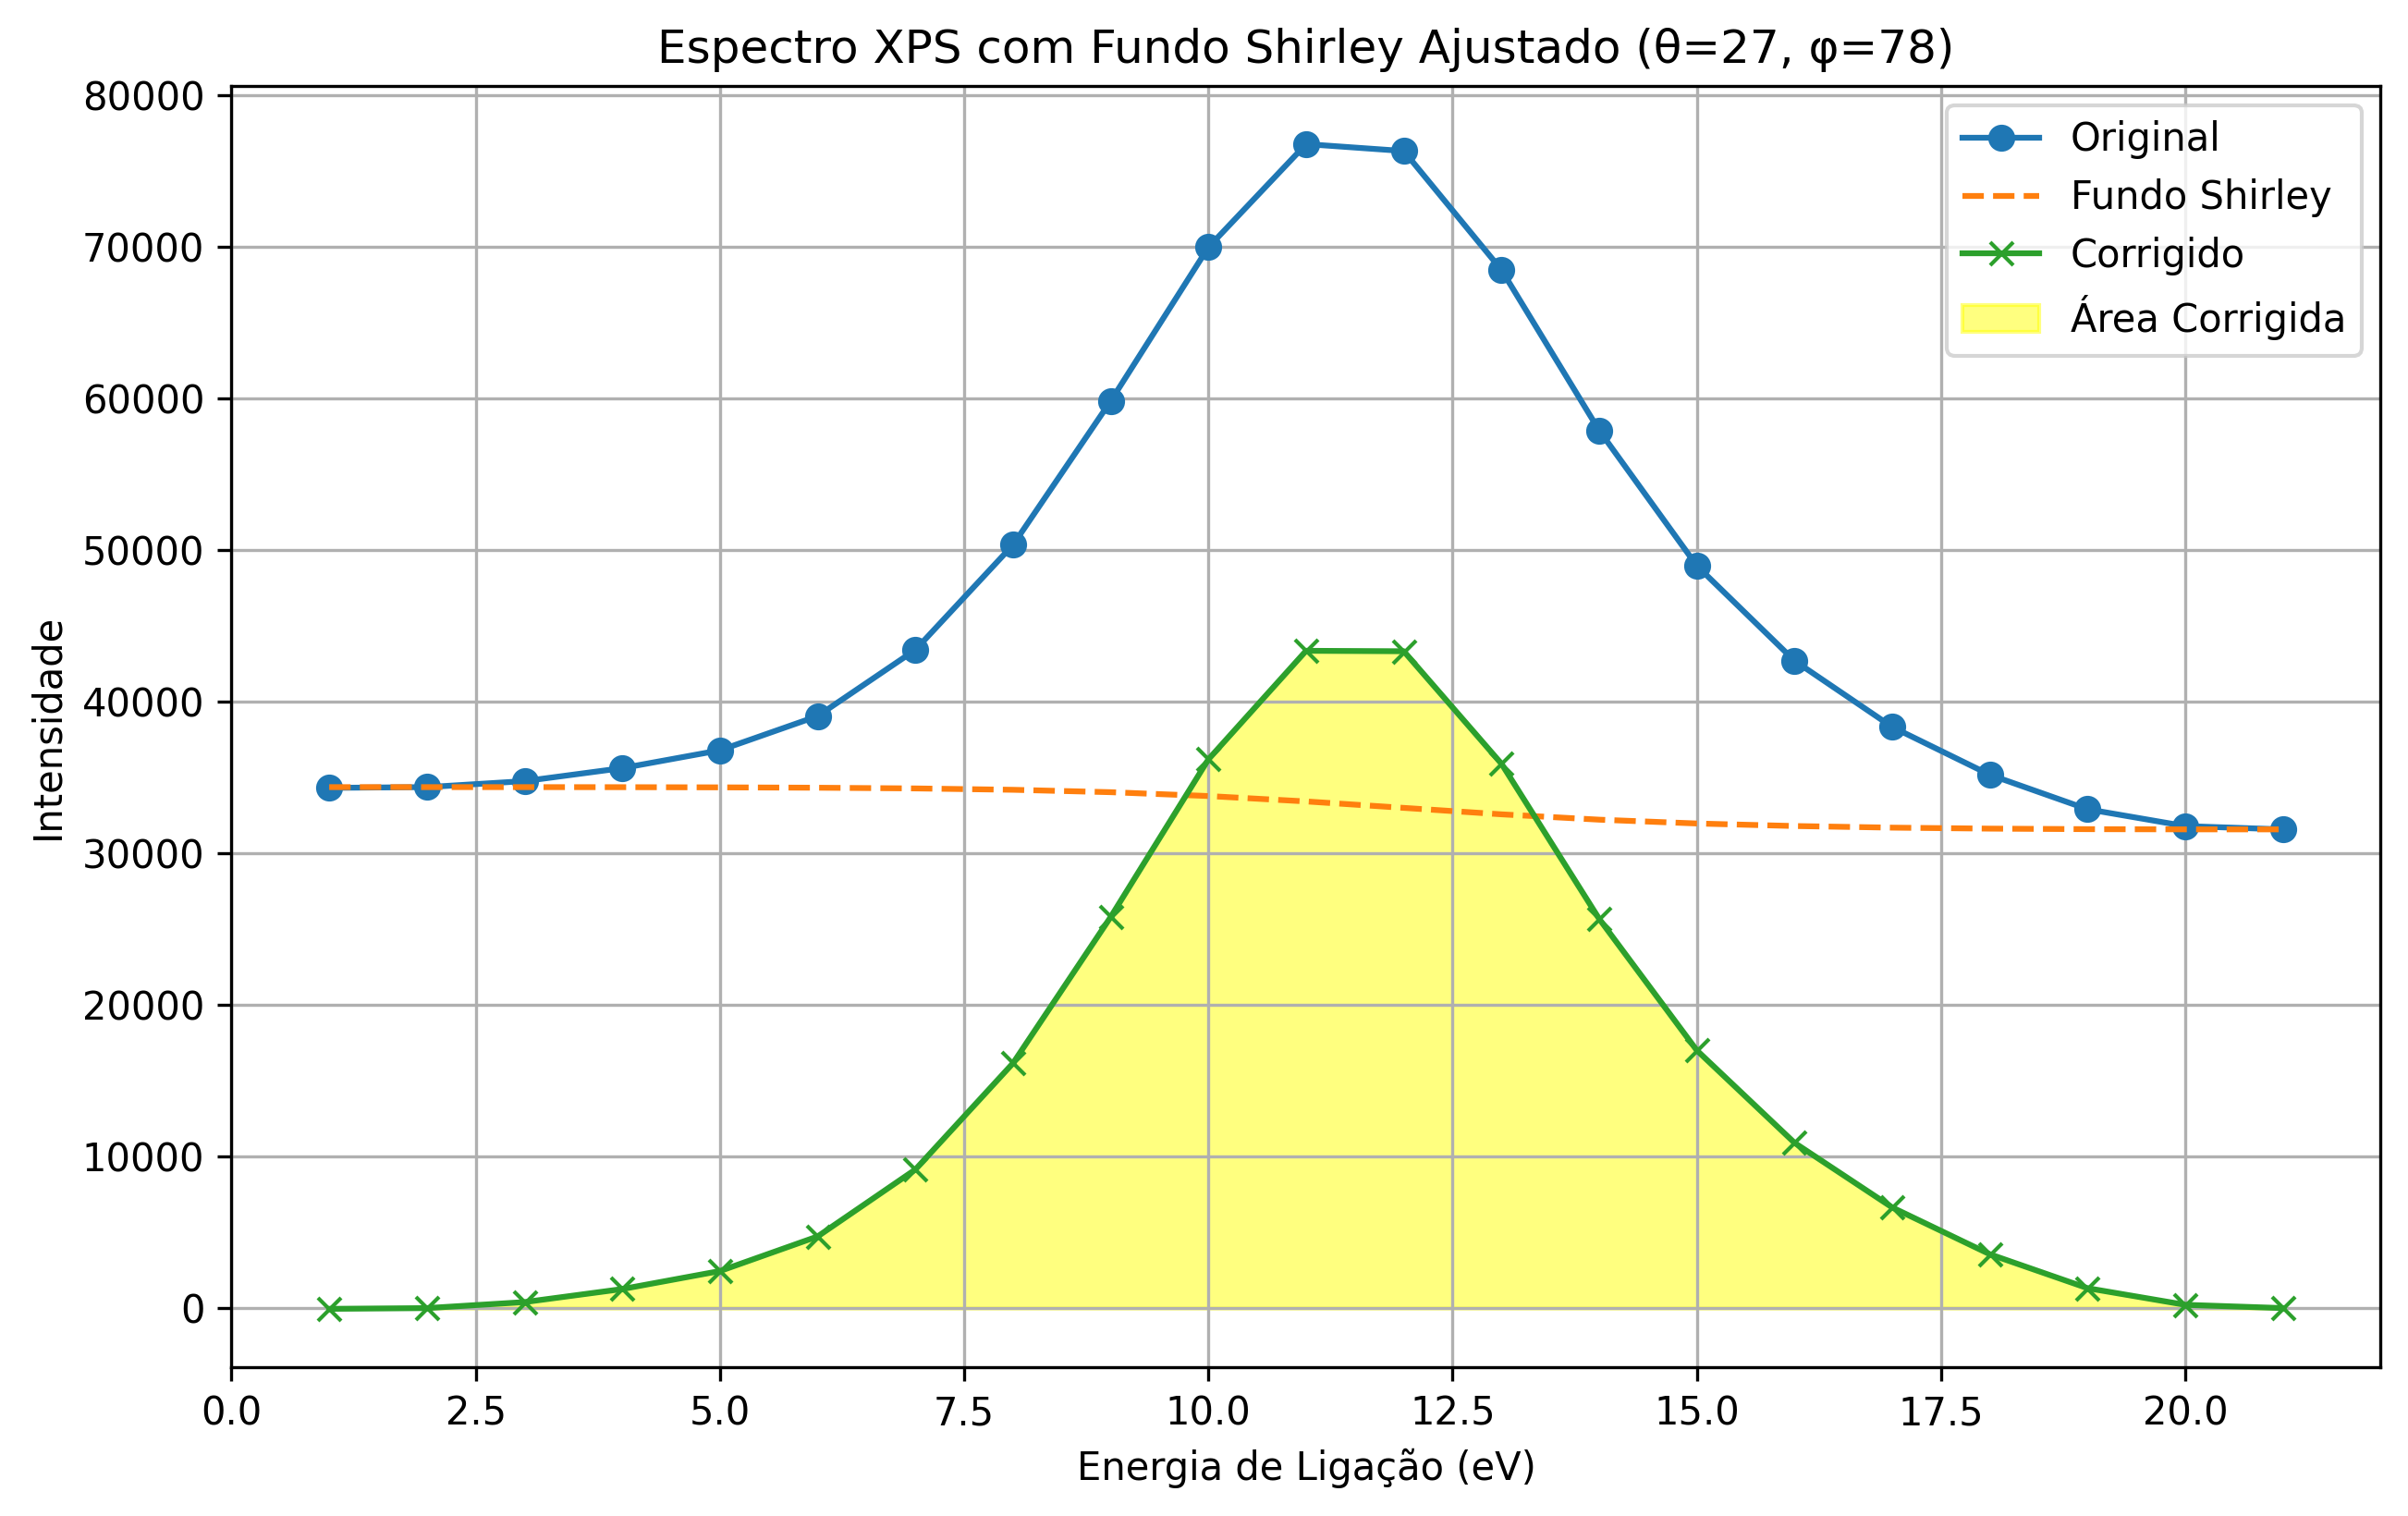 Espectro XPS com Fundo Shirley Ajustado (θ=27, φ=78)
80000
70000
60000
50000
40000
30000
20000
10000
0
Intensidade
Original
Fundo Shirley
Corrigido
Área Corrigida
0.0 2.5 5.0 7.5 10.0 12.5 15.0 17.5 20.0
Energia de Ligação (eV)